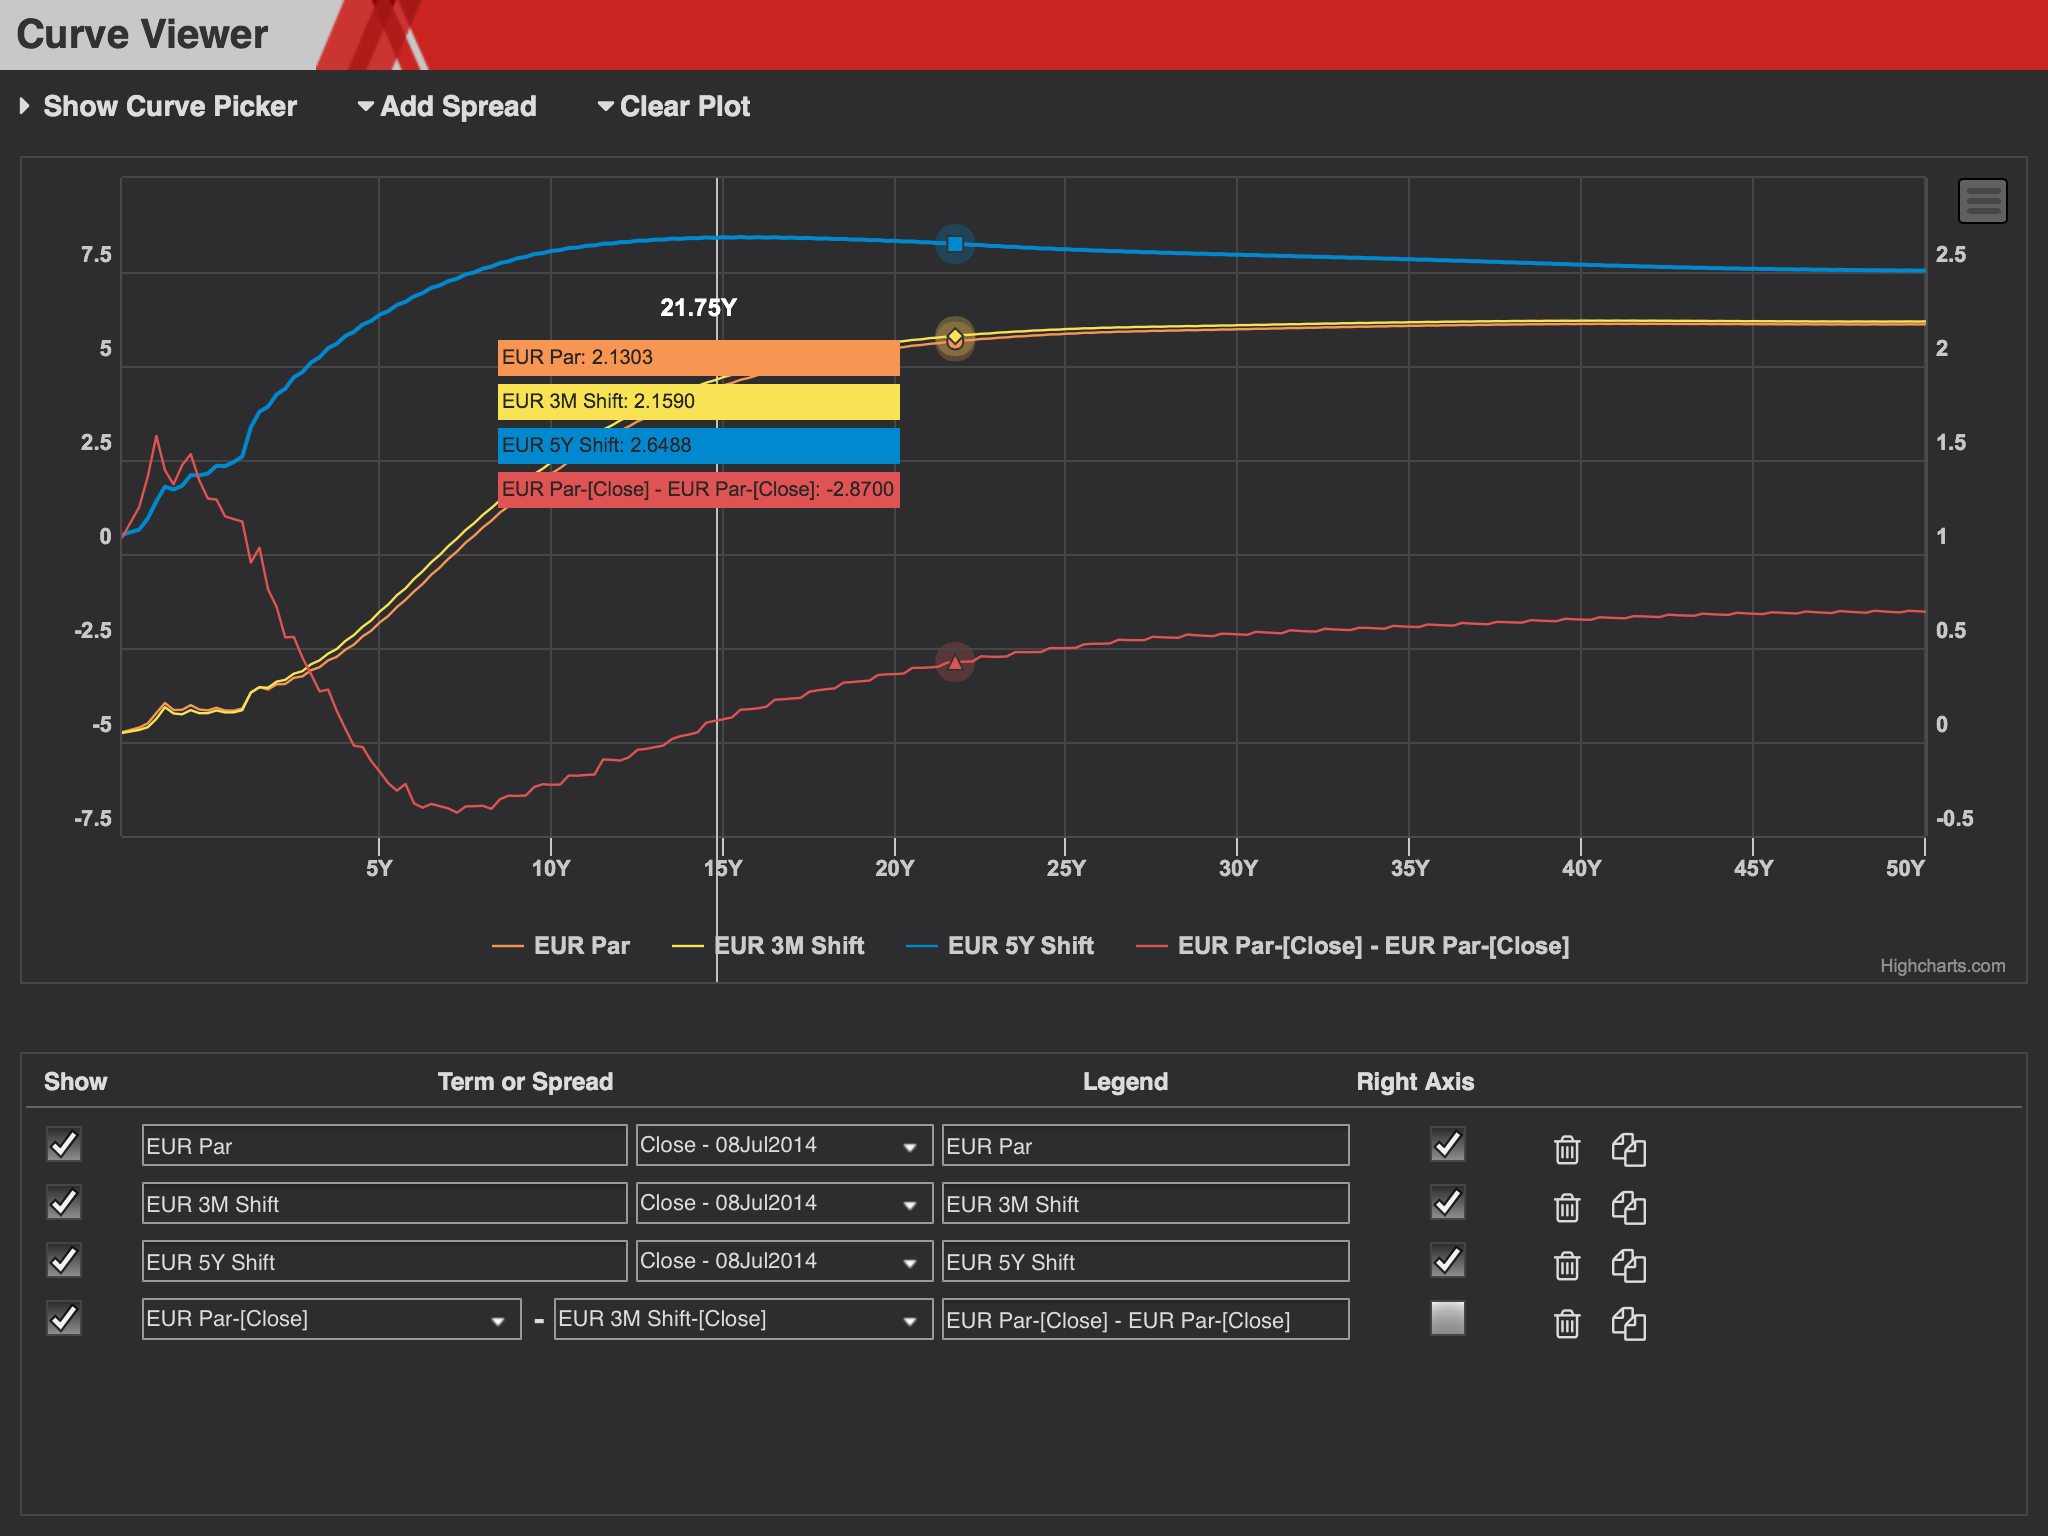 Curve Viewer
Show Curve Picker Add Spread Clear Plot
7.5 2.5
21.75Y
EUR Par: 2.1303
5 2
EUR 3M Shift: 2.1590
2.5 EUR 5Y Shift: 2.6488 1.5
EUR Par-[Close] - EUR Par-[Close]: -2.8700
0 1
-2.5 0.5
-5 0
-7.5 -0.5
5Y 10Y 15Y 20Y 25Y 30Y 35Y 40Y 45Y 50Y
EUR Par EUR 3M Shift EUR 5Y Shift EUR Par-[Close] - EUR Par-[Close]
Highcharts.com
Show Term or Spread Legend Right Axis
EUR Par Close - 08Jul2014 EUR Par
EUR 3M Shift Close - 08Jul2014 EUR 3M Shift
EUR 5Y Shift Close - 08Jul2014 EUR 5Y Shift
EUR Par-[Close] - EUR 3M Shift-[Close] EUR Par-[Close] - EUR Par-[Close]